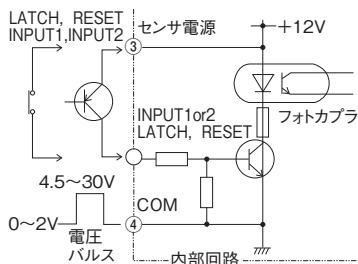 LATCH, RESET
INPUT1,INPUT2
③
センサ電源
+12V
フォトカプラ
INPUT1or2
LATCH, RESET
4.5～30V
0～2V
電圧
パルス
④
COM
内部回路